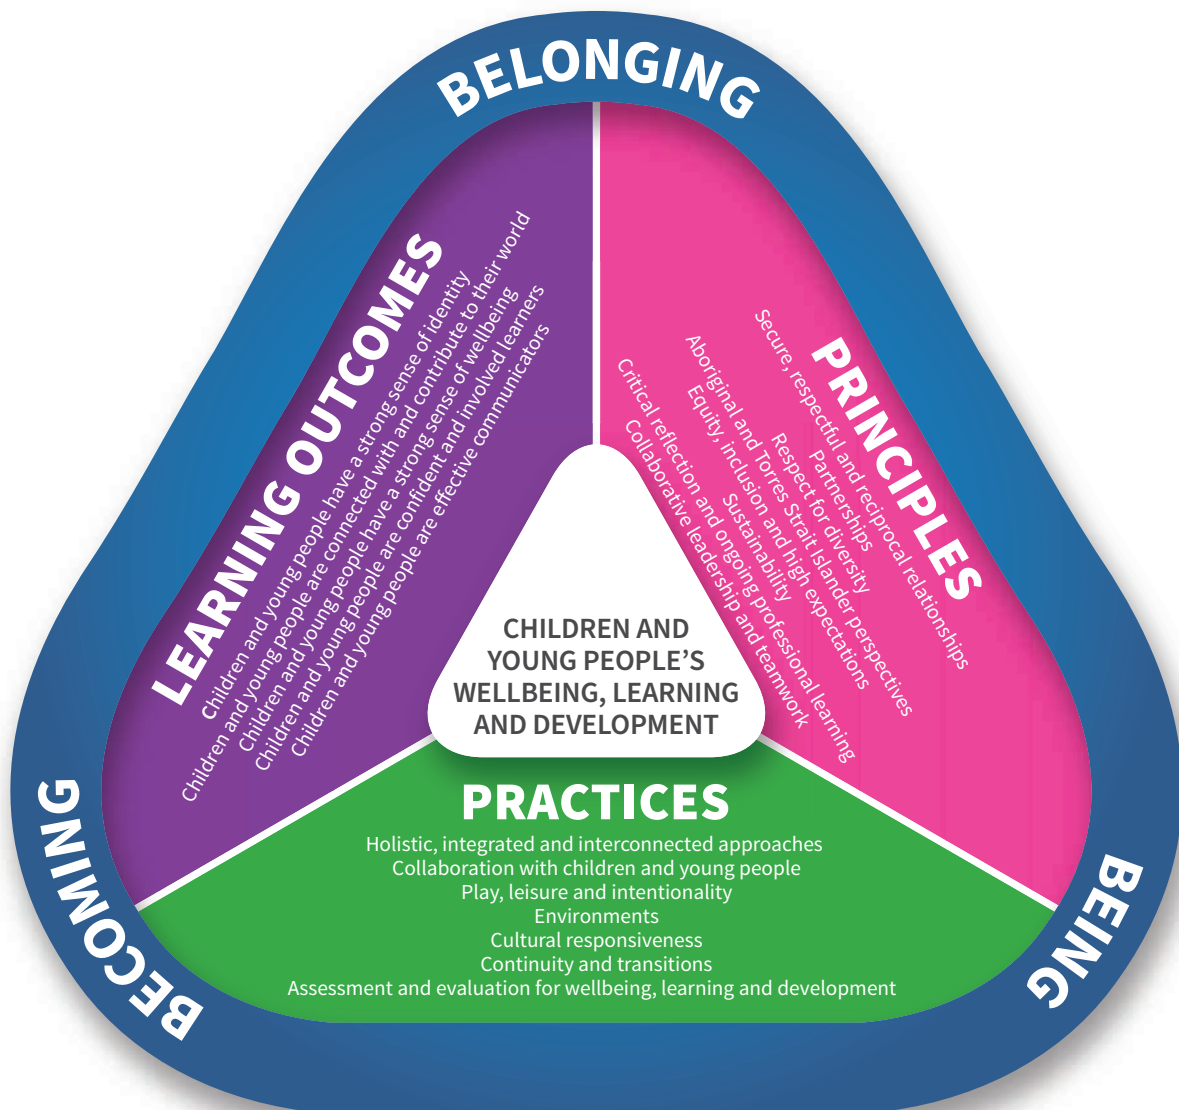 BELONGING
LEARNING OUTCOMES
Children and young people have a strong sense of identity
Children and young people are connected with and contribute to their world
Children and young people have a strong sense of wellbeing
Children and young people are confident and involved learners
Children and young people are effective communicators
PRINCIPLES
Secure, respectful and reciprocal relationships
Partnerships
Respect for diversity
Aboriginal and Torres Strait Islander perspectives
Equity, inclusion and high expectations
Sustainability
Critical reflection and ongoing professional learning
Collaborative leadership and teamwork
CHILDREN AND
YOUNG PEOPLE’S
WELLBEING, LEARNING
AND DEVELOPMENT
PRACTICES
Holistic, integrated and interconnected approaches
Collaboration with children and young people
Play, leisure and intentionality
Environments
Cultural responsiveness
Continuity and transitions
Assessment and evaluation for wellbeing, learning and development
BECOMING
BEING